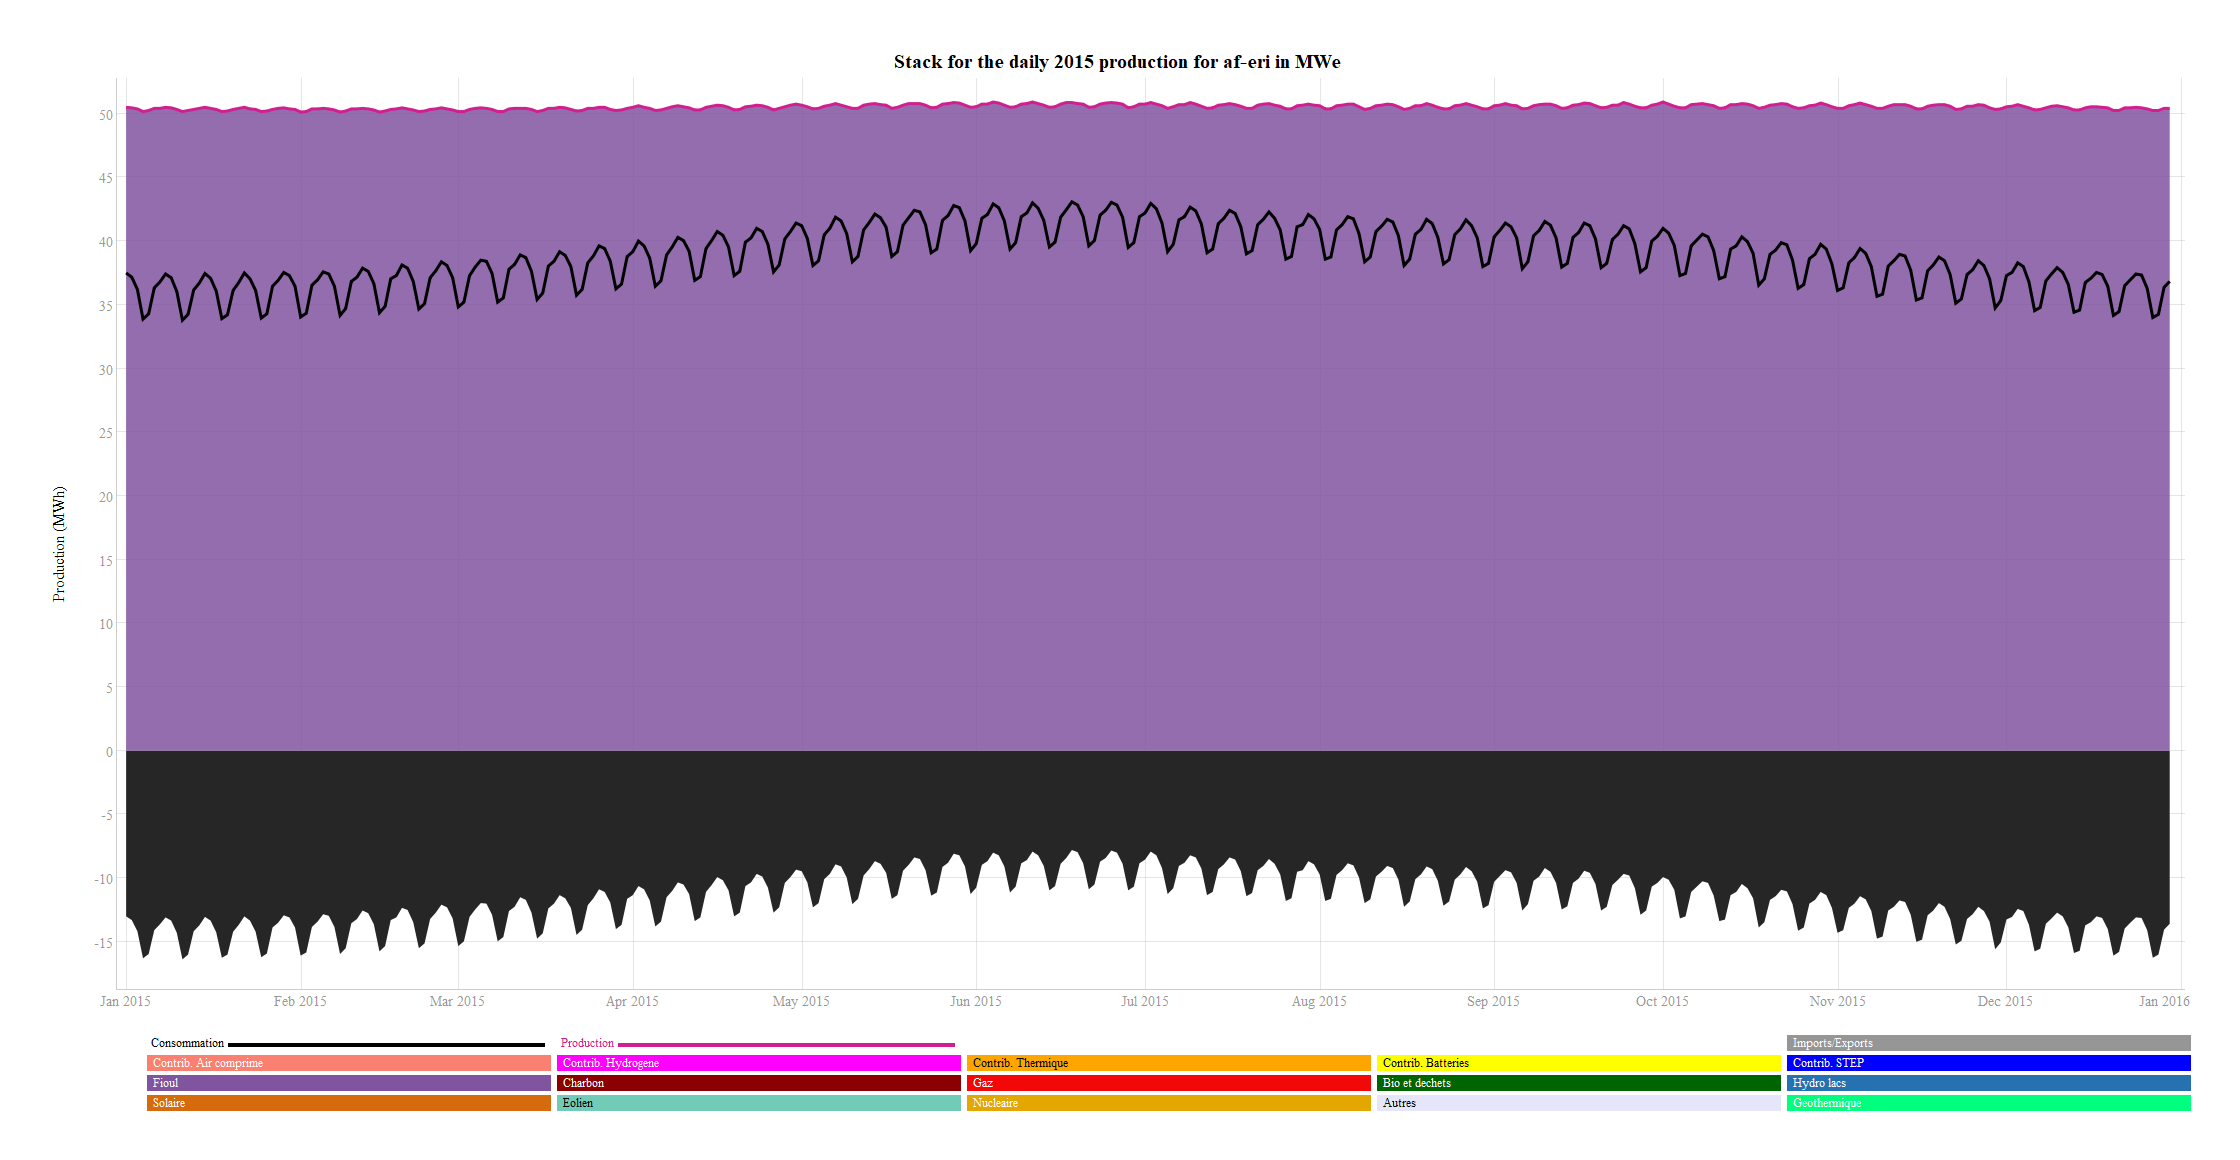 Stack for the daily 2015 production for af-eri in MWe
Production (MWh)
50
45
40
35
30
25
20
15
10
5
0
-5
-10
-15
Jan 2015 Feb 2015 Mar 2015 Apr 2015 May 2015 Jun 2015 Jul 2015 Aug 2015 Sep 2015 Oct 2015 Nov 2015 Dec 2015 Jan 2016
Consommation Production Imports/Exports
Contrib. Air comprime Contrib. Hydrogene Contrib. Thermique Contrib. Batteries Contrib. STEP
Fioul Charbon Gaz Bio et dechets Hydro lacs
Solaire Eolien Nucleaire Autres Geothermique